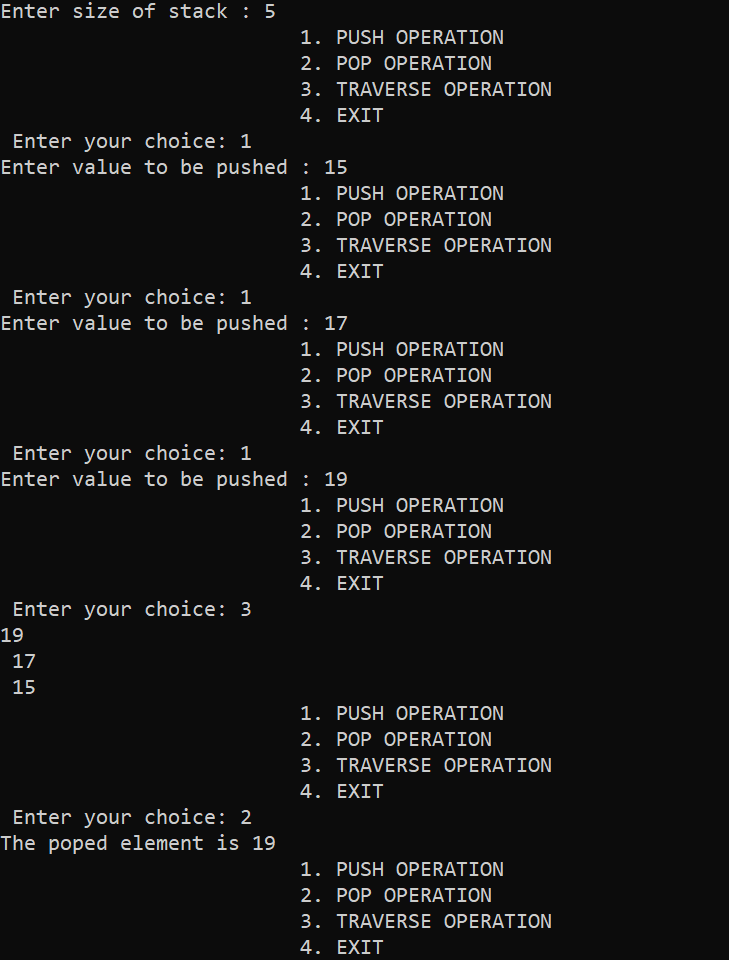 Enter size of stack : 5
1. PUSH OPERATION
2. POP OPERATION
3. TRAVERSE OPERATION
4. EXIT
Enter your choice: 1
Enter value to be pushed : 15
1. PUSH OPERATION
2. POP OPERATION
3. TRAVERSE OPERATION
4. EXIT
Enter your choice: 1
Enter value to be pushed : 17
1. PUSH OPERATION
2. POP OPERATION
3. TRAVERSE OPERATION
4. EXIT
Enter your choice: 1
Enter value to be pushed : 19
1. PUSH OPERATION
2. POP OPERATION
3. TRAVERSE OPERATION
4. EXIT
Enter your choice: 3
19
17
15
1. PUSH OPERATION
2. POP OPERATION
3. TRAVERSE OPERATION
4. EXIT
Enter your choice: 2
The poped element is 19
1. PUSH OPERATION
2. POP OPERATION
3. TRAVERSE OPERATION
4. EXIT